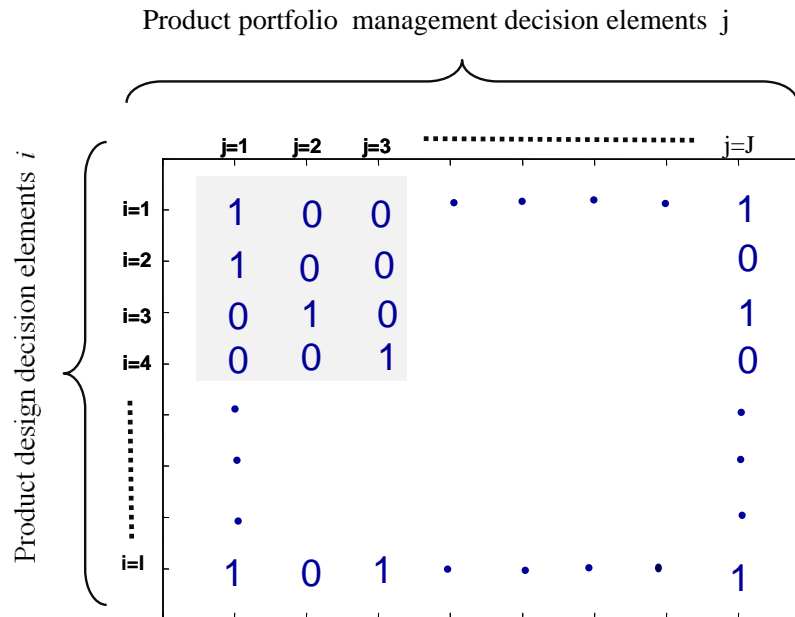 Product portfolio management decision elements j
j=1 j=2 j=3 j=J
Product design decision elements i
i=1 1 0 0 1
i=2 1 0 0 0
i=3 0 1 0 1
i=4 0 0 1 0
i=I 1 0 1 1